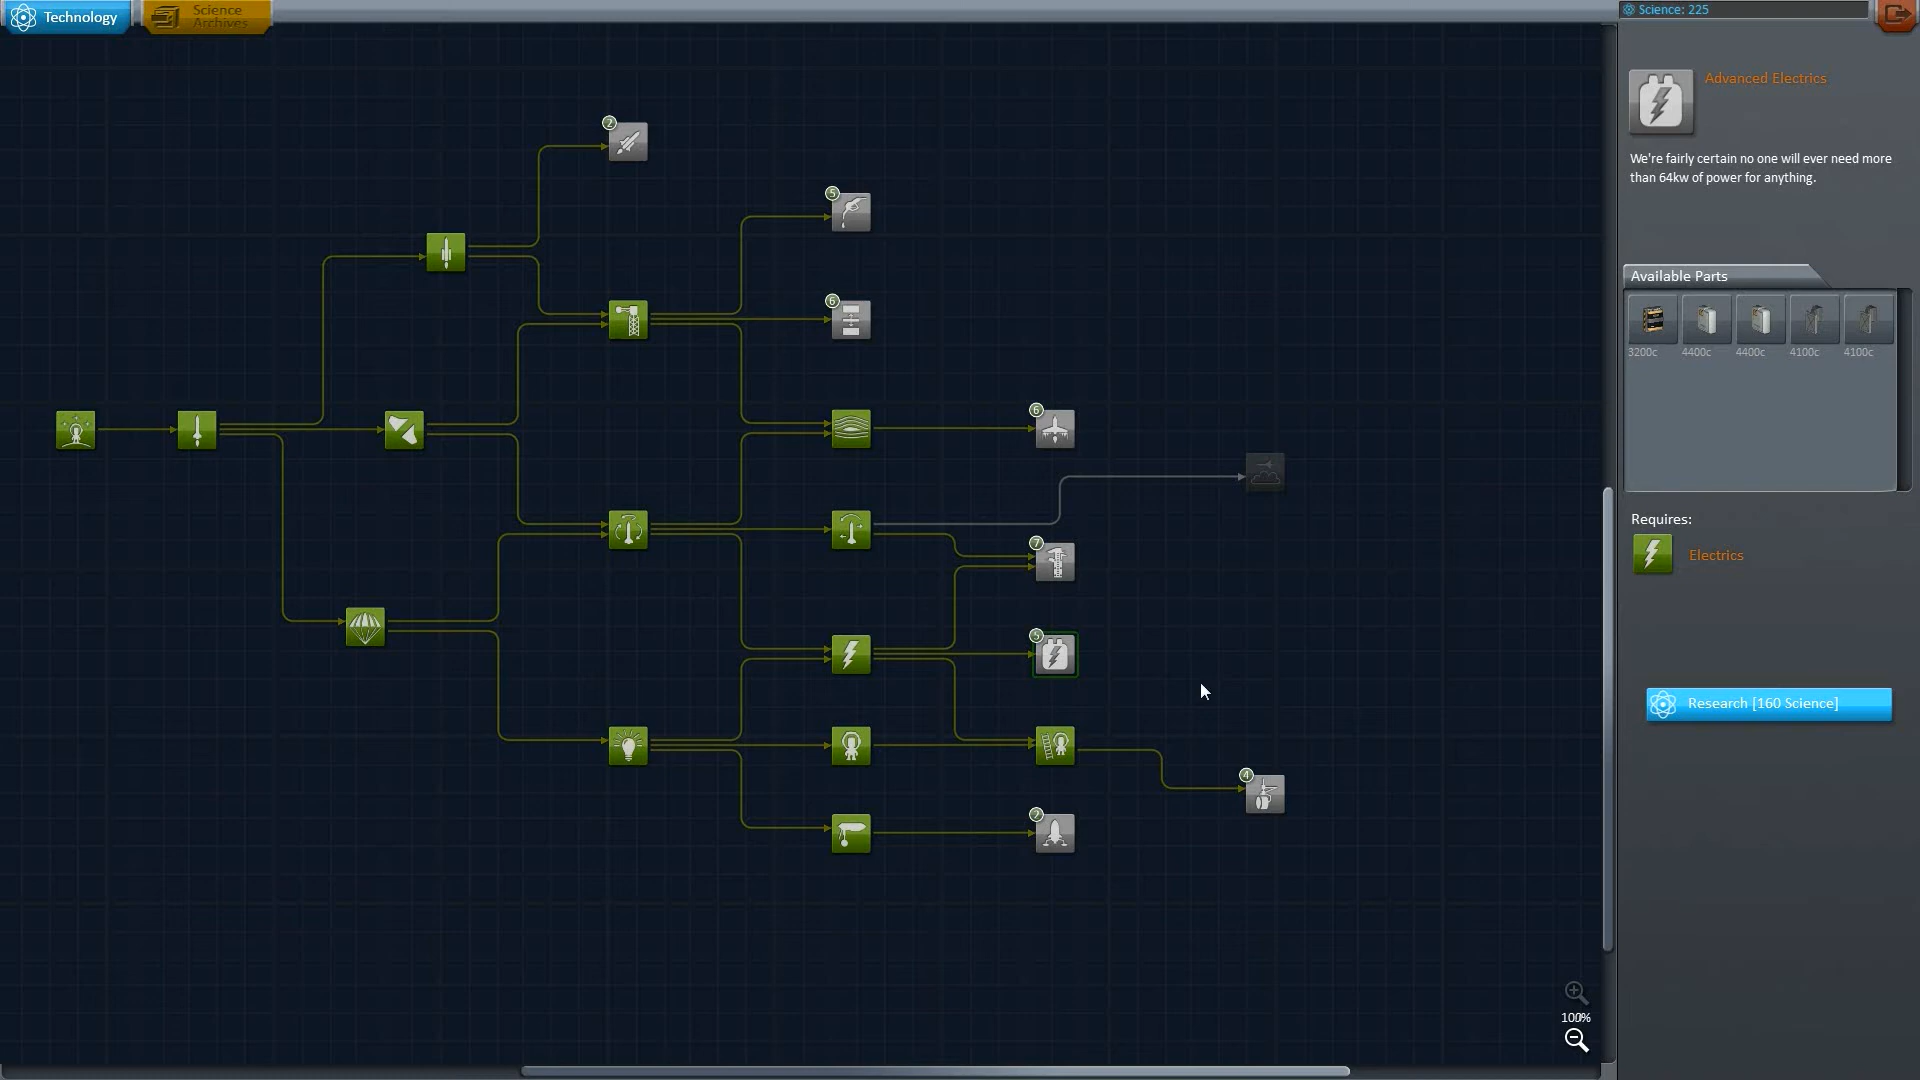 Technology
Science
Archives
Science: 225
Advanced Electrics
We're fairly certain no one will ever need more
than 64kw of power for anything.
Available Parts
3200c 4400c 4400c 4100c 4100c
Requires:
Electrics
Research [160 Science]
2
5
6
6
7
5
4
2
100%